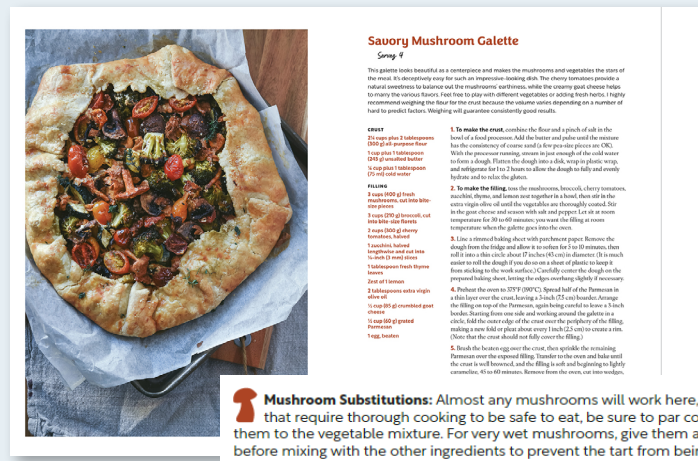 Savory Mushroom Galette
Serves 4
This galette looks beautiful as a centerpiece and makes the mushrooms and vegetables the stars of
the meal. It's deceptively easy for such an impressive-looking dish. The cherry tomatoes provide a
natural sweetness to balance out the mushrooms' earthiness, while the creamy goat cheese helps
to marry the various flavors. Feel free to play with different vegetables or adding fresh herbs. I highly
recommend weighing the flour for the crust because the volume varies depending on a number of
hard to predict factors. Weighing will guarantee consistently good results.
CRUST
2¼ cups plus 2 tablespoons
(300 g) all-purpose flour
1 cup plus 1 tablespoon
(245 g) unsalted butter
¼ cup plus 1 tablespoon
(75 ml) cold water
FILLING
3 cups (400 g) fresh
mushrooms, cut into bite-
size pieces
3 cups (210 g) broccoli, cut
into bite-size florets
2 cups (300 g) cherry
tomatoes, halved
1 zucchini, halved
lengthwise and cut into
⅛-inch (3 mm) slices
1 tablespoon fresh thyme
leaves
Zest of 1 lemon
2 tablespoons extra virgin
olive oil
½ cup (85 g) crumbled goat
cheese
½ cup (60 g) grated
Parmesan
1 egg, beaten
1. To make the crust, combine the flour and a pinch of salt in the
bowl of a food processor. Add the butter and pulse until the mixture
has the consistency of coarse sand (a few pea-size pieces are OK).
With the processor running, stream in just enough of the cold water
to form a dough. Flatten the dough into a disk, wrap in plastic wrap,
and refrigerate for 1 to 2 hours to allow the dough to fully and evenly
hydrate and to relax the gluten.
2. To make the filling, toss the mushrooms, broccoli, cherry tomatoes,
zucchini, thyme, and lemon zest together in a bowl, then stir in the
extra virgin olive oil until the vegetables are thoroughly coated. Stir
in the goat cheese and season with salt and pepper. Let sit at room
temperature for 30 to 60 minutes; you want the filling at room
temperature when the galette goes into the oven.
3. Line a rimmed baking sheet with parchment paper. Remove the
dough from the fridge and allow it to soften for 5 to 10 minutes, then
roll it into a thin circle about 17 inches (43 cm) in diameter. (It is much
easier to roll the dough if you do so on a sheet of plastic to keep it
from sticking to the work surface.) Carefully center the dough on the
prepared baking sheet, letting the edges overhang slightly if necessary.
4. Preheat the oven to 375°F (190°C). Spread half of the Parmesan in
a thin layer over the crust, leaving a 3-inch (7.5 cm) boarder. Arrange
the filling on top of the Parmesan, again being careful to leave a 3-inch
border. Starting from one side and working around the galette in a
circle, fold the outer edge of the crust over the periphery of the filling,
making a new fold or pleat about every 1 inch (2.5 cm) to create a rim.
(Note that the crust should not fully cover the filling.)
5. Brush the beaten egg over the crust, then sprinkle the remaining
Parmesan over the exposed filling. Transfer to the oven and bake until
the crust is well browned, and the filling is soft and beginning to lightly
caramelize, 45 to 60 minutes. Remove from the oven, cut into wedges,
Mushroom Substitutions: Almost any mushrooms will work here,
that require thorough cooking to be safe to eat, be sure to par co
them to the vegetable mixture. For very wet mushrooms, give them a
before mixing with the other ingredients to prevent the tart from bei